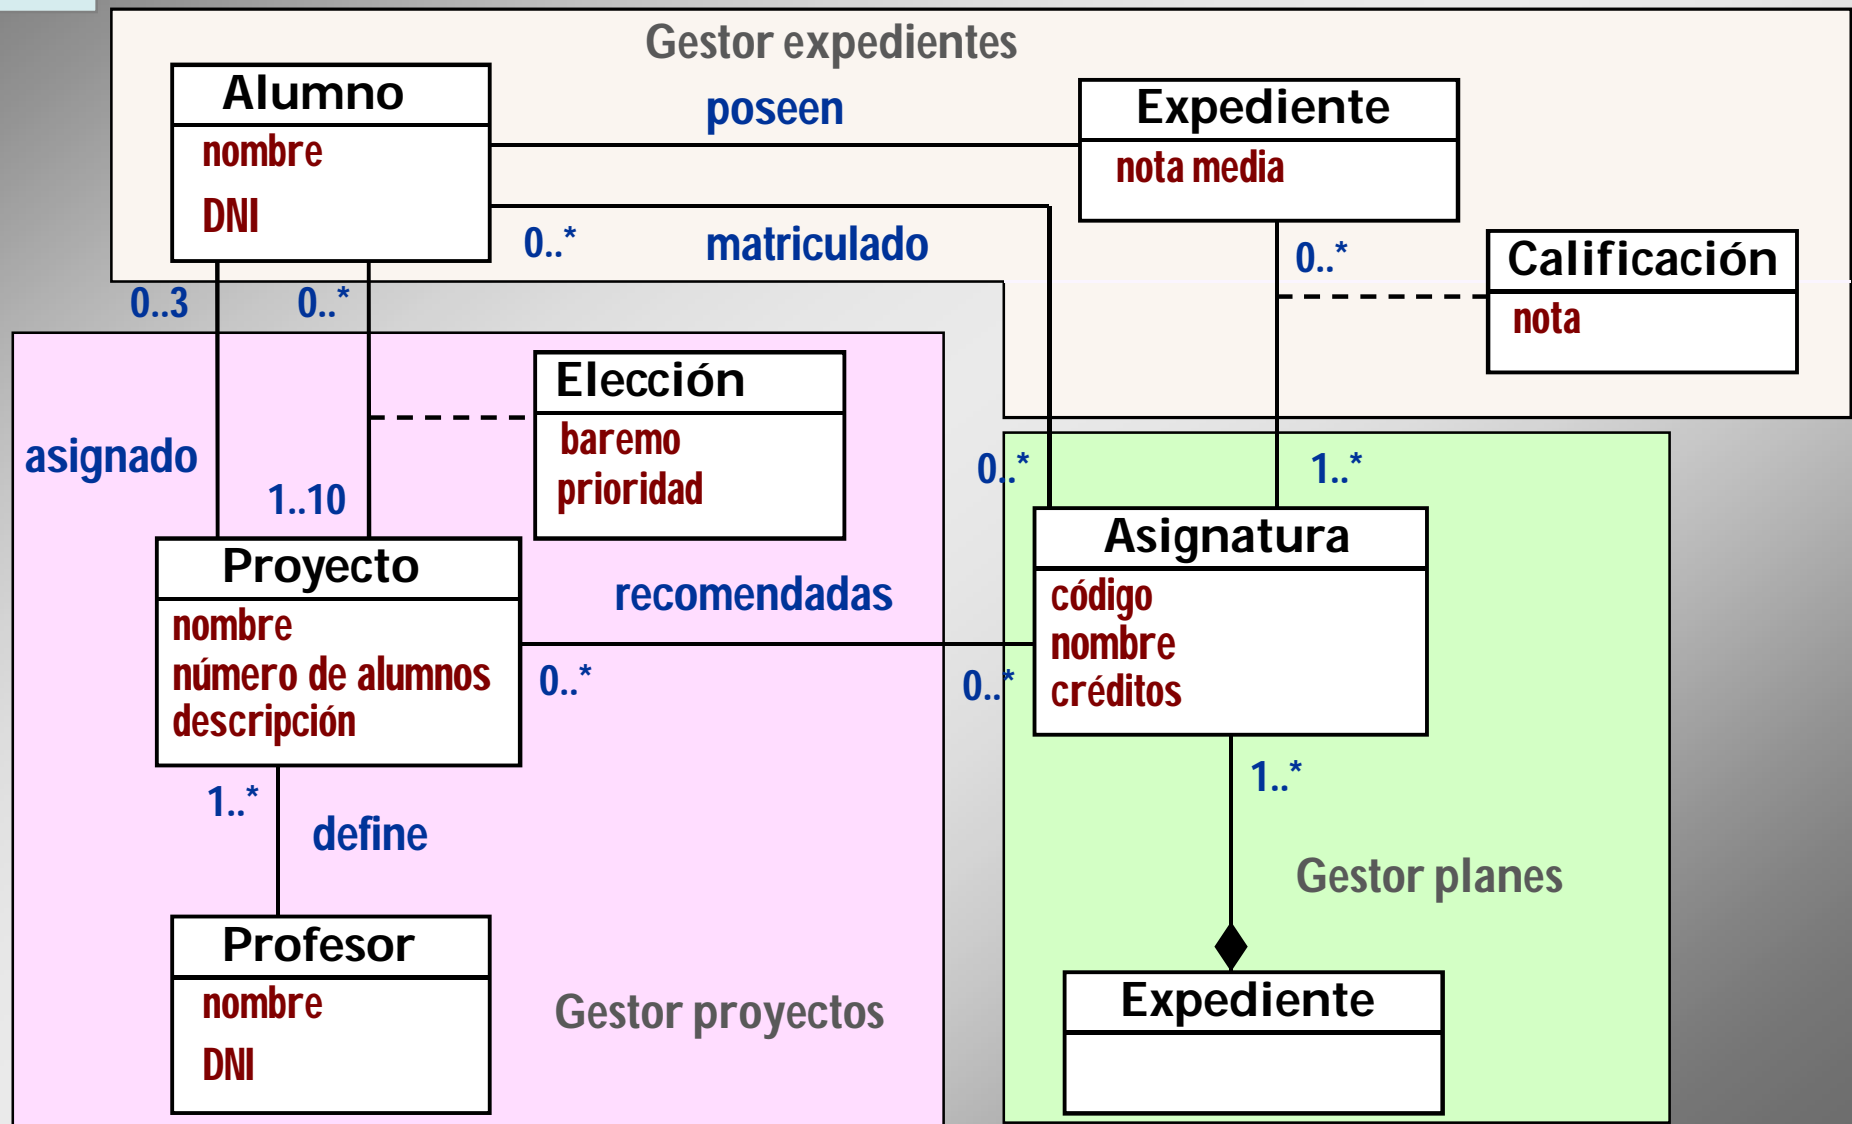 Gestor expedientes
Alumno
nombre
DNI
poseen
Expediente
nota media
0..*
matriculado
0..*
Calificación
nota
0..3
0..*
Elección
baremo
prioridad
asignado
1..10
0..*
1..*
Proyecto
nombre
número de alumnos
descripción
recomendadas
0..*
0..*
Asignatura
código
nombre
créditos
1..*
define
1..*
Gestor planes
Profesor
nombre
DNI
Gestor proyectos
Expediente